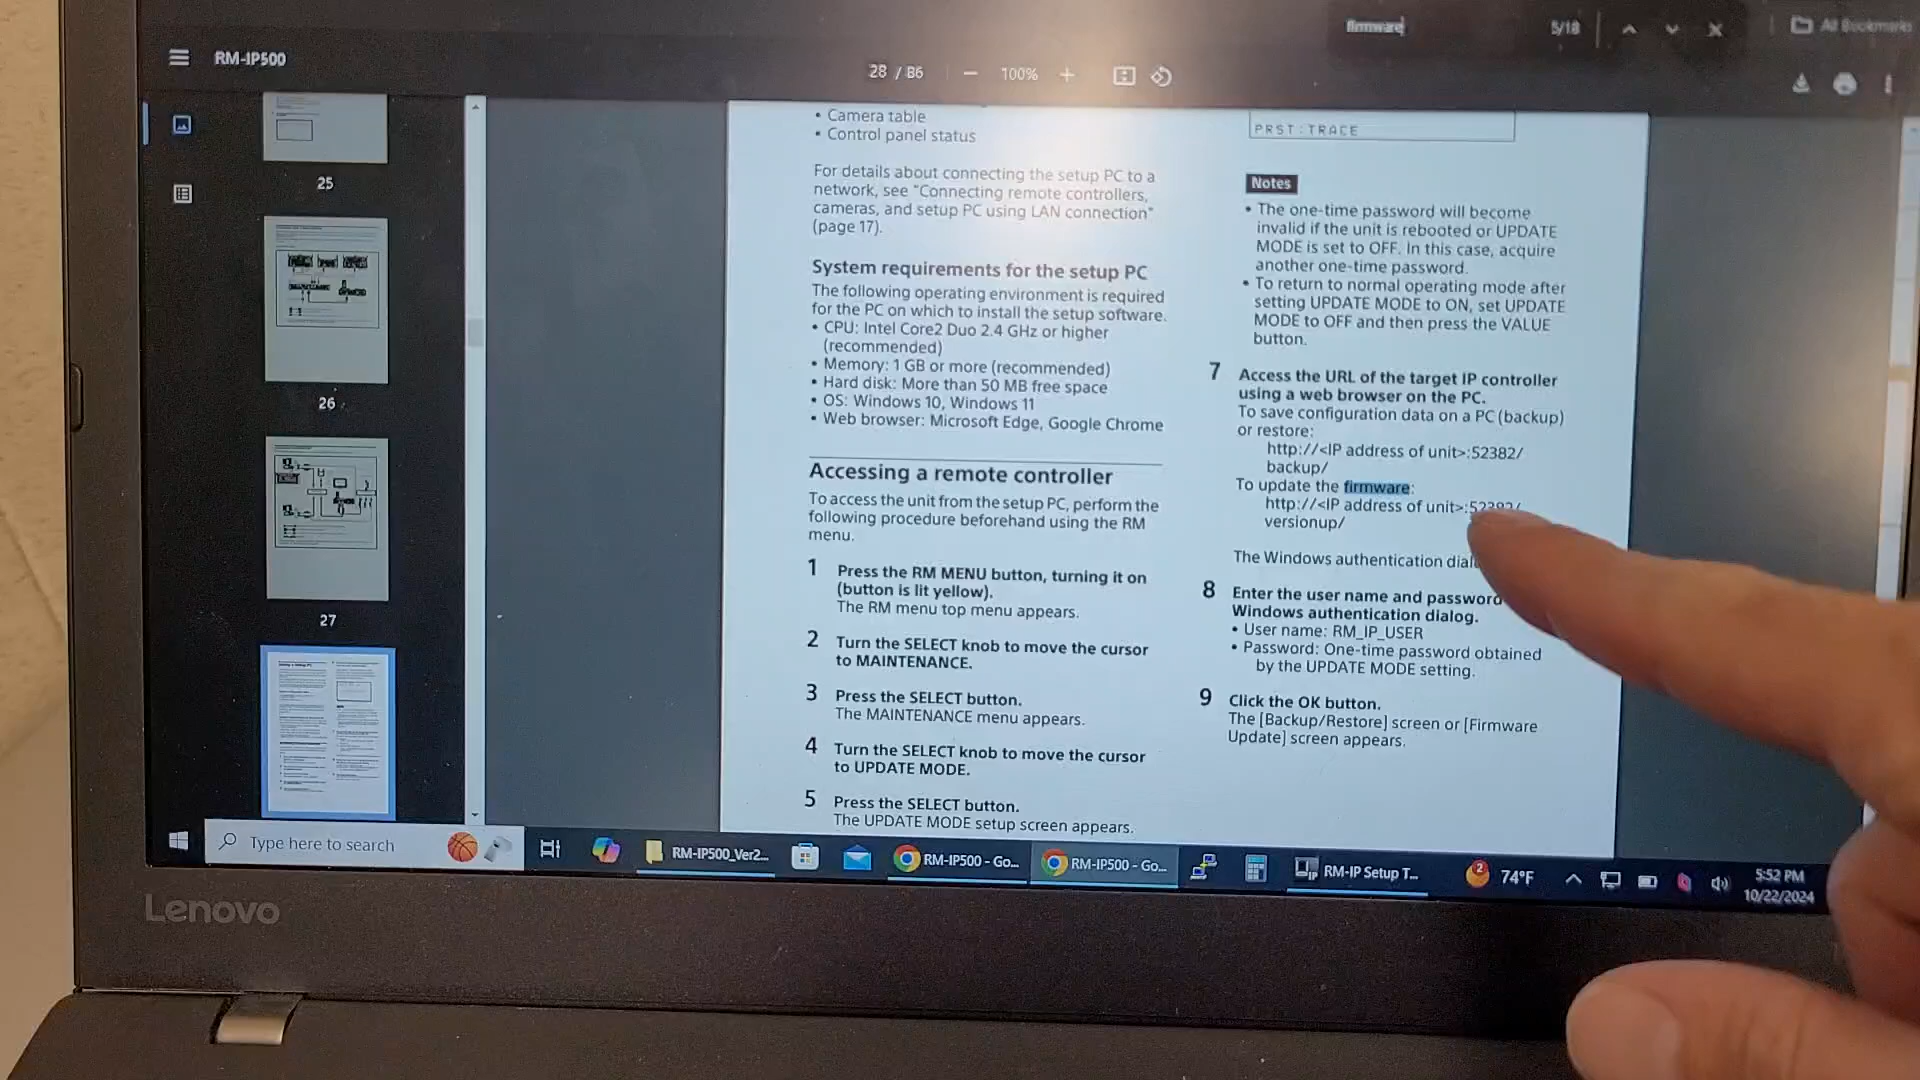 firmware
5/18
All Bookmarks
RM-IP500
28 / 86
100%
25
26
27
• Camera table
• Control panel status
For details about connecting the setup PC to a
network, see "Connecting remote controllers,
cameras, and setup PC using LAN connection"
(page 17).
System requirements for the setup PC
The following operating environment is required
for the PC on which to install the setup software.
• CPU: Intel Core2 Duo 2.4 GHz or higher
(recommended)
• Memory: 1 GB or more (recommended)
• Hard disk: More than 50 MB free space
• OS: Windows 10, Windows 11
• Web browser: Microsoft Edge, Google Chrome
Accessing a remote controller
To access the unit from the setup PC, perform the
following procedure beforehand using the RM
menu.
1 Press the RM MENU button, turning it on
(button is lit yellow).
The RM menu top menu appears.
2 Turn the SELECT knob to move the cursor
to MAINTENANCE.
3 Press the SELECT button.
The MAINTENANCE menu appears.
4 Turn the SELECT knob to move the cursor
to UPDATE MODE.
5 Press the SELECT button.
The UPDATE MODE setup screen appears.
PRST:TRACE
Notes
• The one-time password will become
invalid if the unit is rebooted or UPDATE
MODE is set to OFF. In this case, acquire
another one-time password.
• To return to normal operating mode after
setting UPDATE MODE to ON, set UPDATE
MODE to OFF and then press the VALUE
button.
7 Access the URL of the target IP controller
using a web browser on the PC.
To save configuration data on a PC (backup)
or restore:
http://<IP address of unit>:52382/
backup/
To update the firmware:
http://<IP address of unit>:52382/
versionup/
The Windows authentication
8 Enter the user name and password
Windows authentication dialog.
• User name: RM_IP_USER
• Password: One-time password obtained
by the UPDATE MODE setting.
9 Click the OK button.
The [Backup/Restore] screen or [Firmware
Update] screen appears.
Type here to search
RM-IP500_Ver2...
RM-IP500 - Go...
RM-IP500 - Go...
RM-IP Setup T...
2
74°F
5:52 PM
10/22/2024
Lenovo